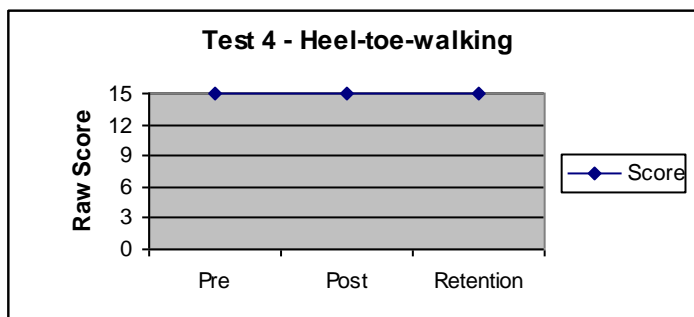 Test 4 - Heel-toe-walking
Raw Score
15
12
9
6
3
0
Pre Post Retention
Score